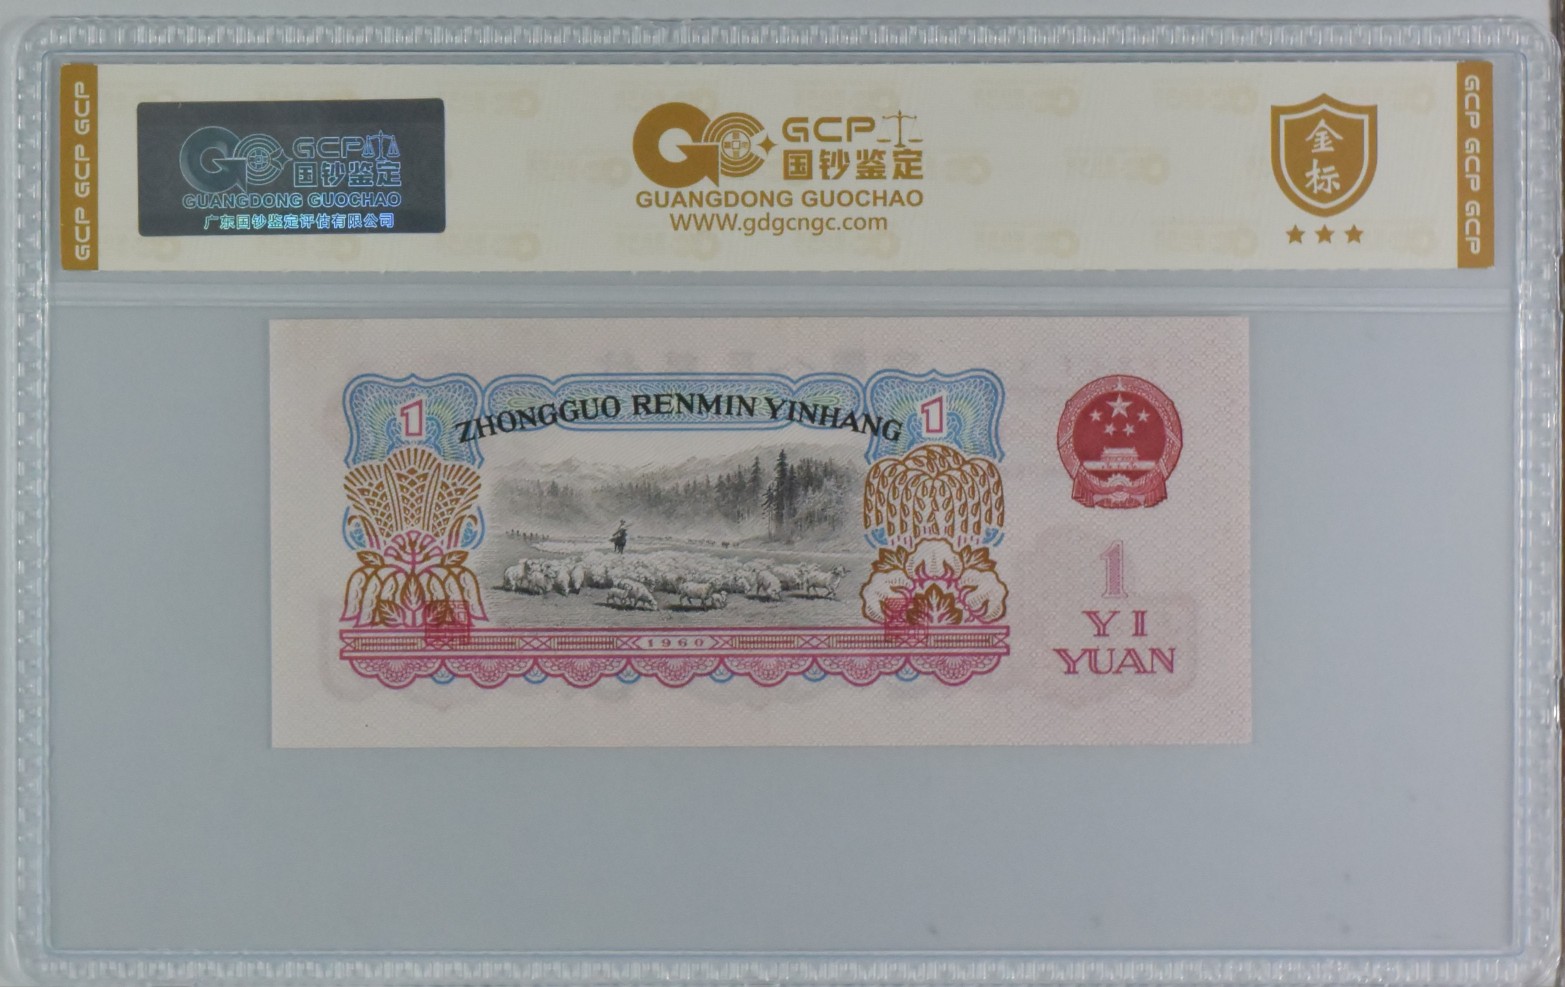 GCP GCP GCP
GCP
国钞鉴定
GUANGDONG GUOCHAO
广东国钞鉴定评估有限公司
GCP
国钞鉴定
GUANGDONG GUOCHAO
WWW.gdgcngc.com
金
标
GCP GCP GCP
1
ZHONGGUO RENMIN YINHANG
1
1960
1
YI
YUAN